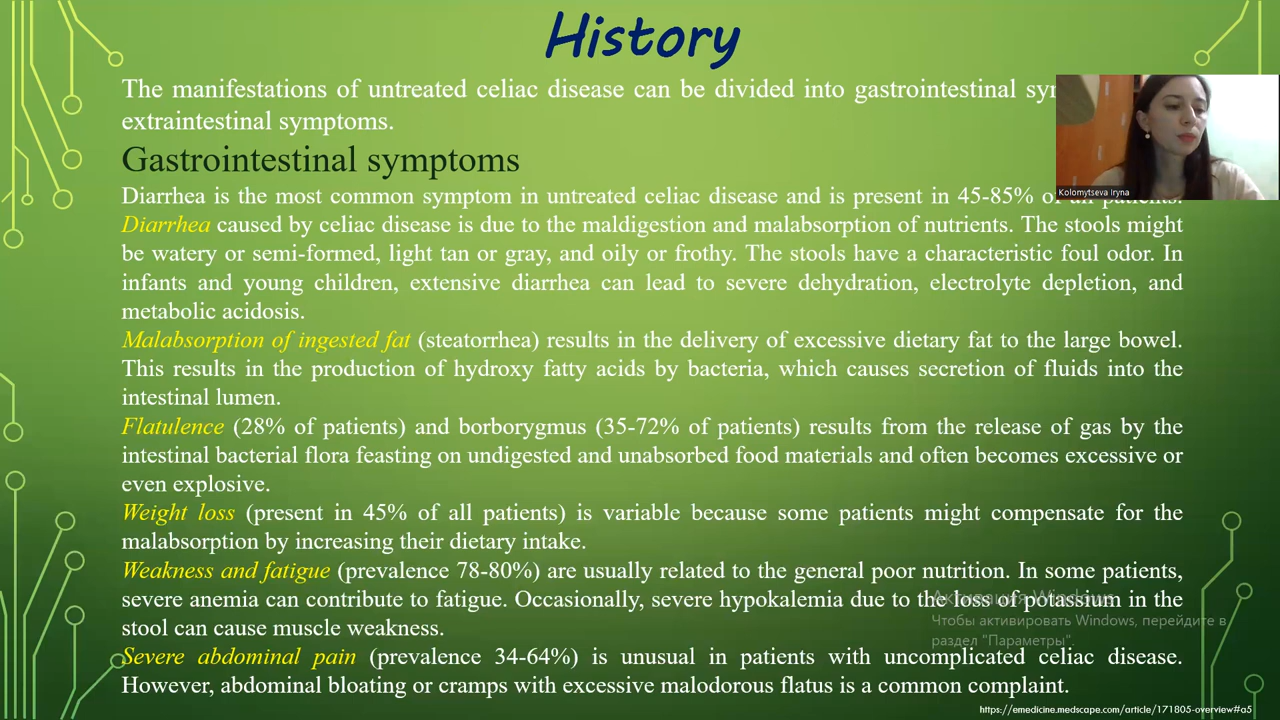 History
The manifestations of untreated celiac disease can be divided into gastrointestinal
extraintestinal symptoms.
Gastrointestinal symptoms
Diarrhea is the most common symptom in untreated celiac disease and is present in 45-85% of all patients.
Diarrhea caused by celiac disease is due to the maldigestion and malabsorption of nutrients. The stools might
be watery or semi-formed, light tan or gray, and oily or frothy. The stools have a characteristic foul odor. In
infants and young children, extensive diarrhea can lead to severe dehydration, electrolyte depletion, and
metabolic acidosis.
Malabsorption of ingested fat (steatorrhea) results in the delivery of excessive dietary fat to the large bowel.
This results in the production of hydroxy fatty acids by bacteria, which causes secretion of fluids into the
intestinal lumen.
Flatulence (28% of patients) and borborygmus (35-72% of patients) results from the release of gas by the
intestinal bacterial flora feasting on undigested and unabsorbed food materials and often becomes excessive or
even explosive.
Weight loss (present in 45% of all patients) is variable because some patients might compensate for the
malabsorption by increasing their dietary intake.
Weakness and fatigue (prevalence 78-80%) are usually related to the general poor nutrition. In some patients,
severe anemia can contribute to fatigue. Occasionally, severe hypokalemia due to the loss of potassium in the
stool can cause muscle weakness.
Severe abdominal pain (prevalence 34-64%) is unusual in patients with uncomplicated celiac disease.
However, abdominal bloating or cramps with excessive malodorous flatus is a common complaint.
https://emedicine.medscape.com/article/171805-overview#a5
Kolomytseva Iryna
Активация Windows
Чтобы активировать Windows, перейдите в
раздел "Параметры".